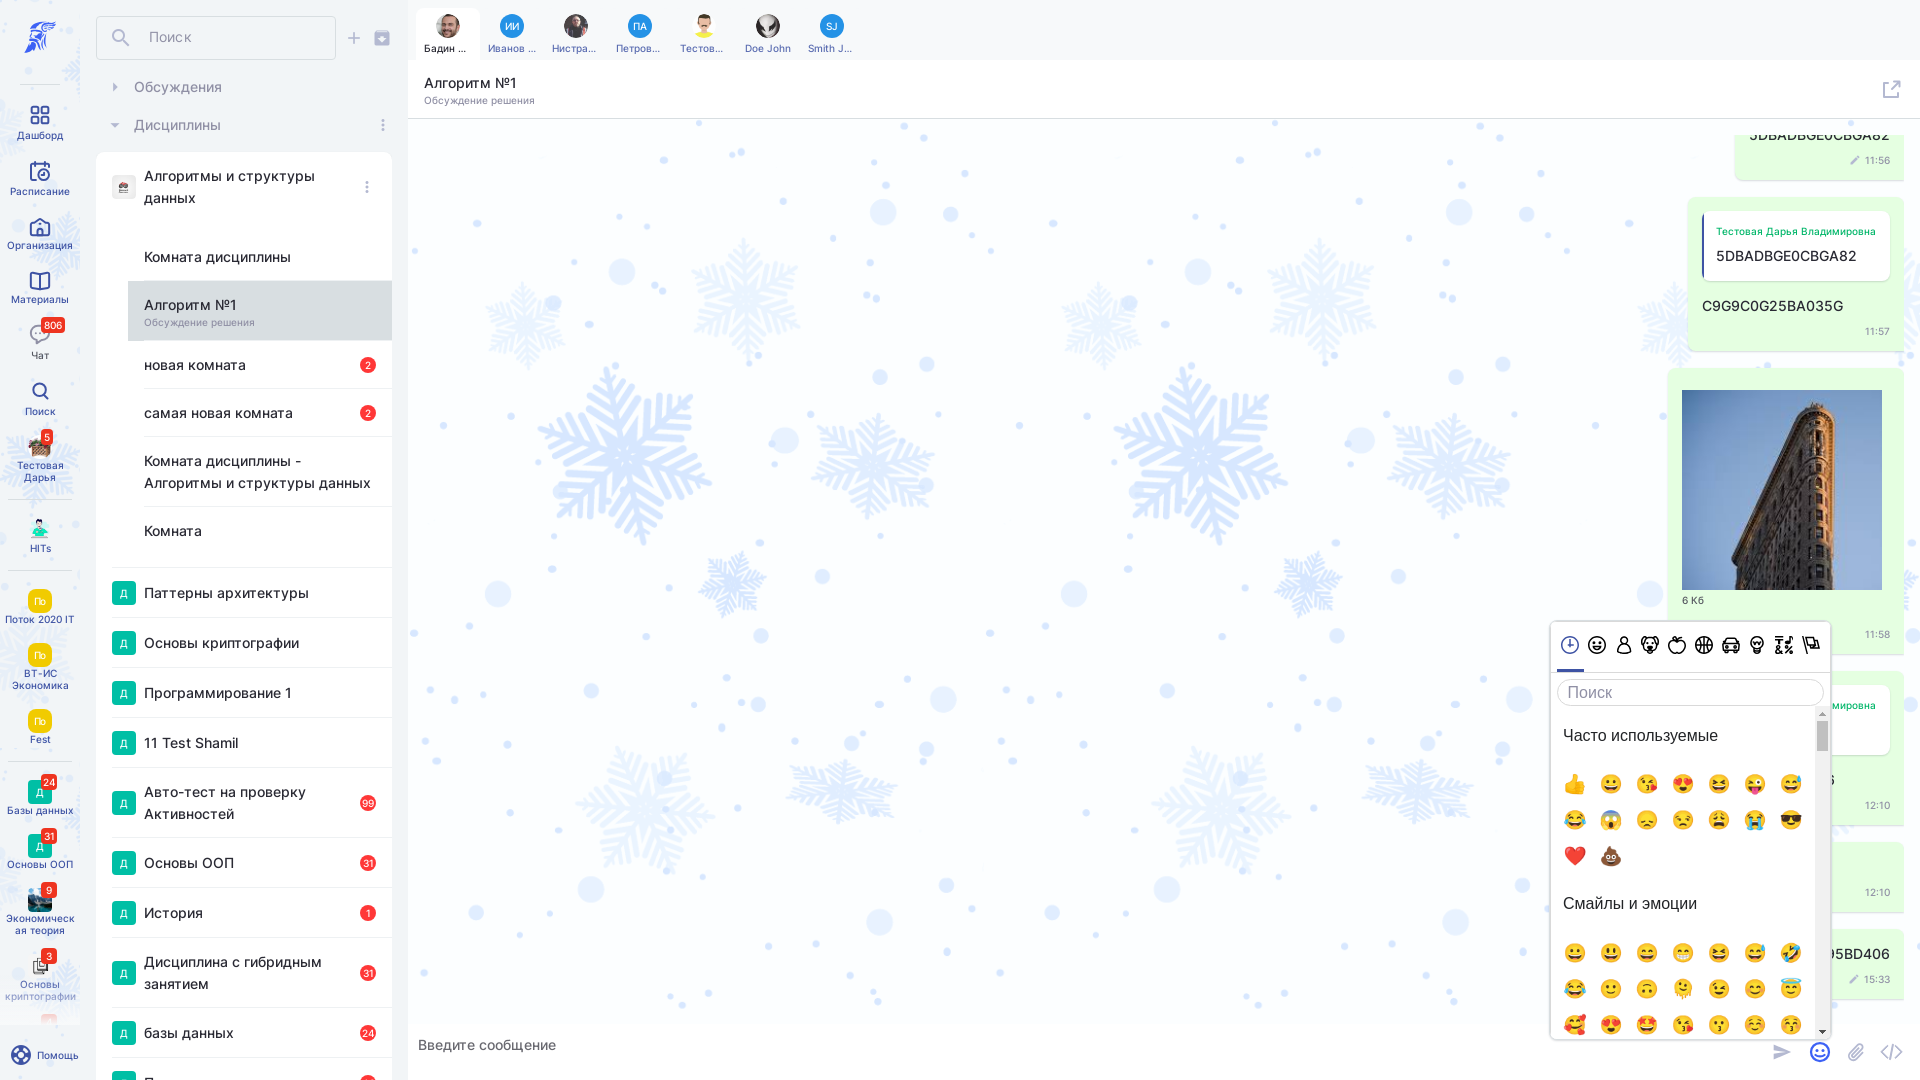 Дашборд
Расписание
Организация
Материалы
806
Чат
Поиск
5
Тестовая
Дарья
HITs
По
Поток 2020 IT
По
ВТ-ИС
Экономика
По
Fest
24
Д
Базы данных
31
Д
Основы ООП
9
Экономическ
ая теория
3
Основы
криптографии
Помощь
Поиск
Обсуждения
Дисциплины
Алгоритмы и структуры
данных
Комната дисциплины
Алгоритм №1
Обсуждение решения
новая комната
2
самая новая комната
2
Комната дисциплины -
Алгоритмы и структуры данных
Комната
Д
Паттерны архитектуры
Д
Основы криптографии
Д
Программирование 1
Д
11 Test Shamil
Д
Авто-тест на проверку
Активностей
99
Д
Основы ООП
31
Д
История
1
Д
Дисциплина с гибридным
занятием
31
Д
базы данных
24
Бадин ...
ИИ
Иванов ...
Нистра...
ПА
Петров...
Тестов...
Doe John
SJ
Smith J...
Алгоритм №1
Обсуждение решения
5DBADBGE0CBGA82
11:56
Тестовая Дарья Владимировна
5DBADBGE0CBGA82
C9G9C0G25BA035G
11:57
6 Кб
11:58
мировна
12:10
12:10
95BD406
15:33
Поиск
Часто используемые
Смайлы и эмоции
Введите сообщение